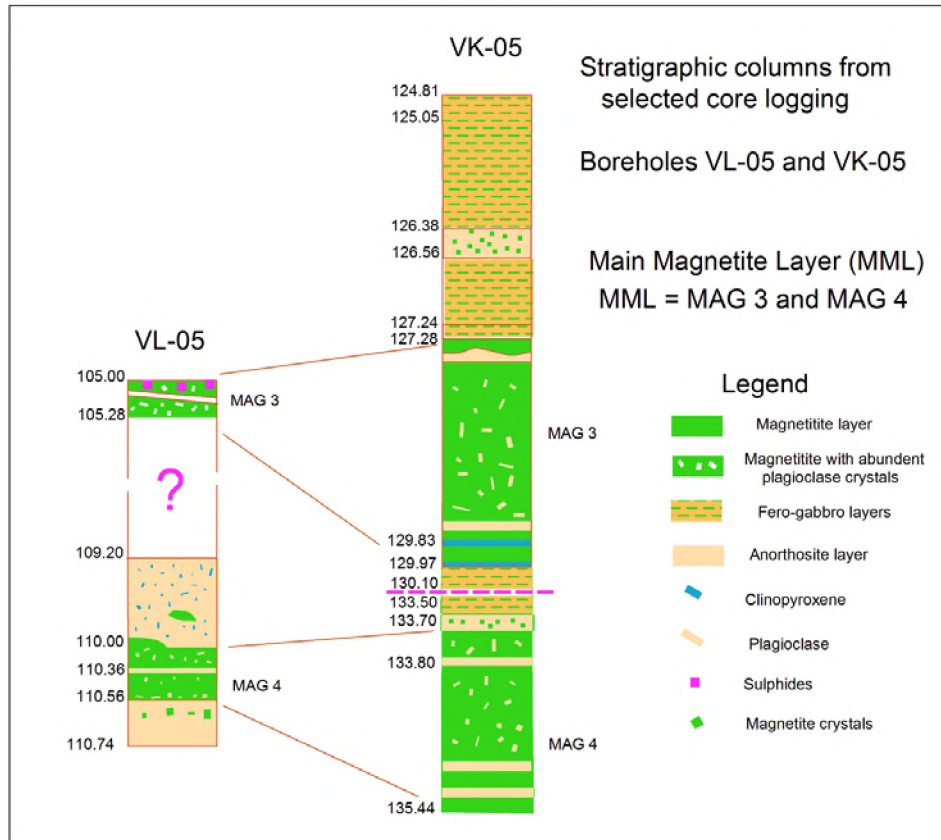 VK-05
Stratigraphic columns from
selected core logging
Boreholes VL-05 and VK-05
Main Magnetite Layer (MML)
MML = MAG 3 and MAG 4
124.81
125.05
126.38
126.56
127.24
127.28
MAG 3
129.83
129.97
130.10
133.50
133.70
133.80
MAG 4
135.44
VL-05
105.00
MAG 3
105.28
?
109.20
110.00
110.36
MAG 4
110.56
110.74
Legend
Magnetitite layer
Magnetitite with abundent
plagioclase crystals
Fero-gabbro layers
Anorthosite layer
Clinopyroxene
Plagioclase
Sulphides
Magnetite crystals